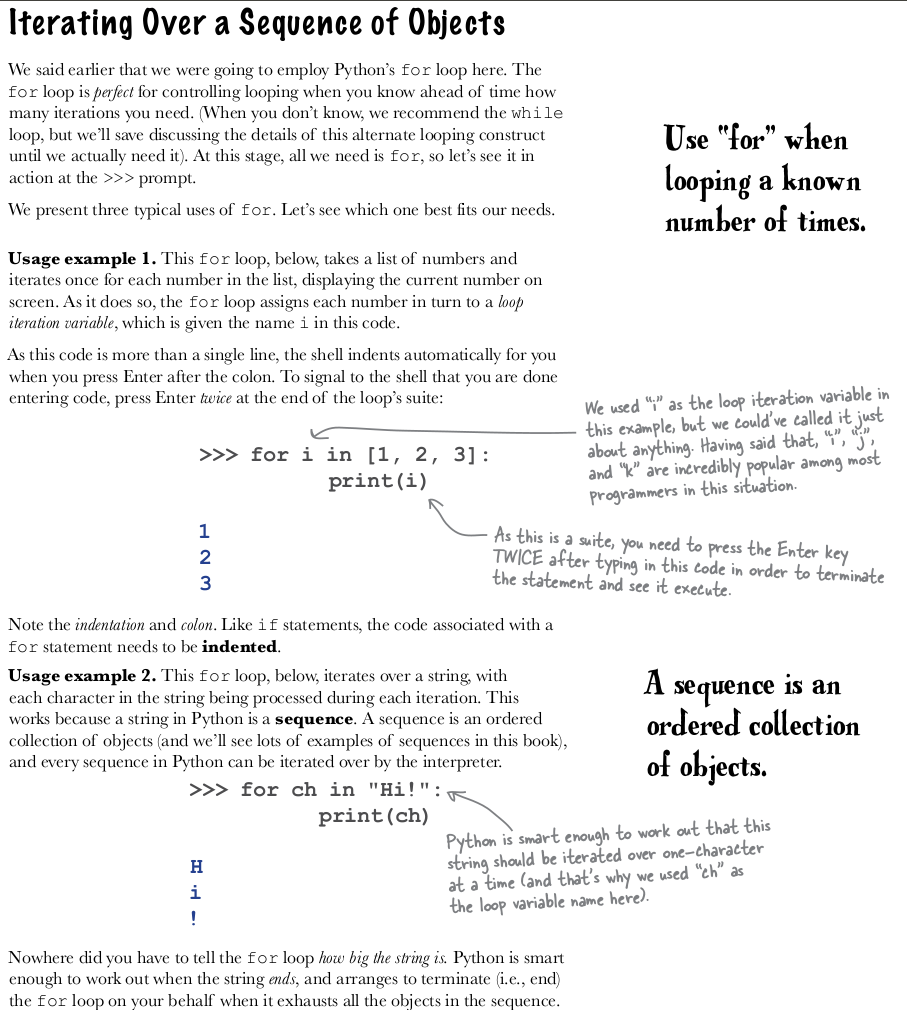 Iterating Over a Sequence of Objects
We said earlier that we were going to employ Python's for loop here. The
for loop is perfect for controlling looping when you know ahead of time how
many iterations you need. (When you don't know, we recommend the while
loop, but we'll save discussing the details of this alternate looping construct
until we actually need it). At this stage, all we need is for, so let's see it in
action at the >>> prompt.
We present three typical uses of for. Let's see which one best fits our needs.
Use "for" when
looping a known
number of times.
Usage example 1. This for loop, below, takes a list of numbers and
iterates once for each number in the list, displaying the current number on
screen. As it does so, the for loop assigns each number in turn to a loop
iteration variable, which is given the name i in this code.
As this code is more than a single line, the shell indents automatically for you
when you press Enter after the colon. To signal to the shell that you are done
entering code, press Enter twice at the end of the loop's suite:
>>> for i in [1, 2, 3]:
print(i)
We used "i" as the loop iteration variable in
this example, but we could've called it just
about anything. Having said that, "i", "j",
and "k" are incredibly popular among most
programmers in this situation.
1
2
3
As this is a suite, you need to press the Enter key
TWICE after typing in this code in order to terminate
the statement and see it execute.
Note the indentation and colon. Like if statements, the code associated with a
for statement needs to be indented.
Usage example 2. This for loop, below, iterates over a string, with
each character in the string being processed during each iteration. This
works because a string in Python is a sequence. A sequence is an ordered
collection of objects (and we'll see lots of examples of sequences in this book),
and every sequence in Python can be iterated over by the interpreter.
A sequence is an
ordered collection
of objects.
>>> for ch in "Hi!":
print(ch)
Python is smart enough to work out that this
string should be iterated over one-character
at a time (and that's why we used "ch" as
the loop variable name here).
H
i
!
Nowhere did you have to tell the for loop how big the string is. Python is smart
enough to work out when the string ends, and arranges to terminate (i.e., end)
the for loop on your behalf when it exhausts all the objects in the sequence.